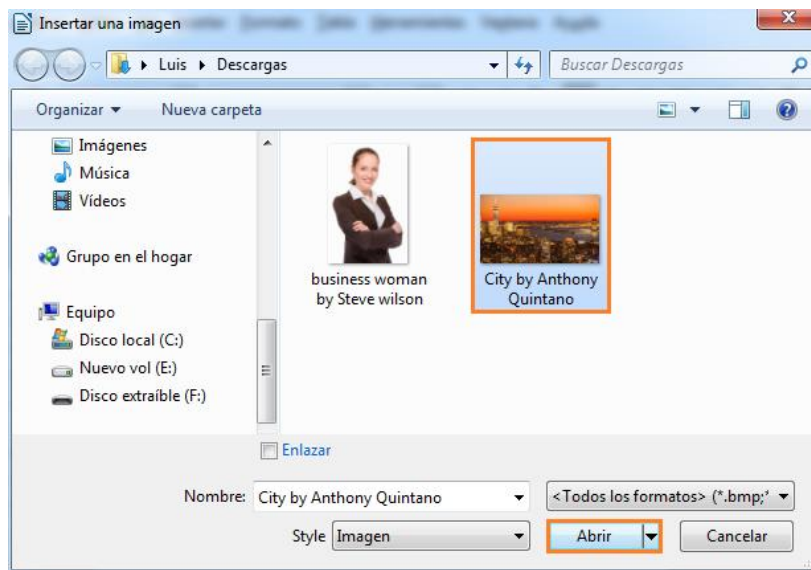 Insertar una imagen
Luis Descargas
Buscar Descargas
Organizar
Nueva carpeta
Imágenes
Música
Vídeos
Grupo en el hogar
Equipo
Disco local (C:)
Nuevo vol (E:)
Disco extraíble (F:)
business woman
by Steve wilson
City by Anthony
Quintano
Enlazar
Nombre: City by Anthony Quintano
<Todos los formatos> (*.bmp;*
Style Imagen
Abrir
Cancelar